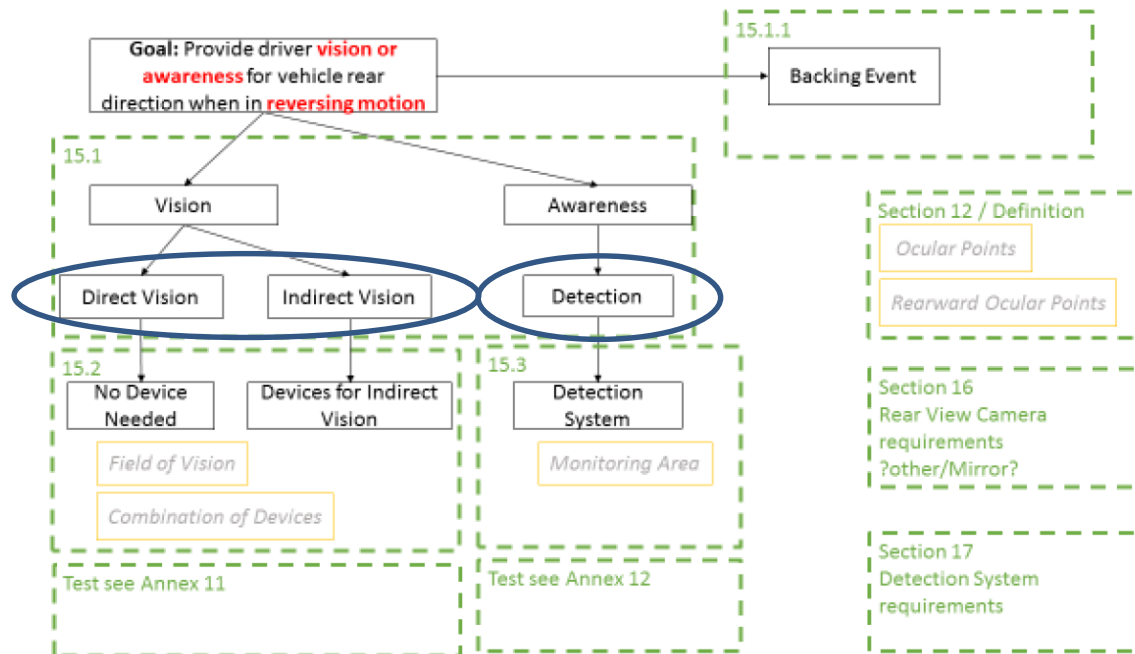 Goal: Provide driver vision or
awareness for vehicle rear
direction when in reversing motion
15.1.1
Backing Event
15.1
Vision
Awareness
Direct Vision
Indirect Vision
Detection
Section 12 / Definition
Ocular Points
Rearward Ocular Points
15.2
No Device
Needed
Devices for Indirect
Vision
Field of Vision
Combination of Devices
15.3
Detection
System
Monitoring Area
Section 16
Rear View Camera
requirements
?other/Mirror?
Test see Annex 11
Test see Annex 12
Section 17
Detection System
requirements